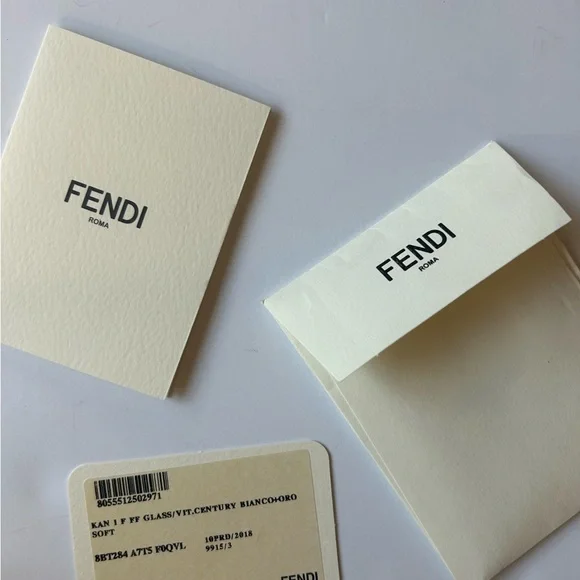 FENDI
ROMA
FENDI
ROMA
8055512502971
KAN I F FF GLASS/VIT.CENTURY BIANCO+ORO
SOFT
8BT284 A7T5 F0QVL
10PRD/2018
9915/3
FENDI